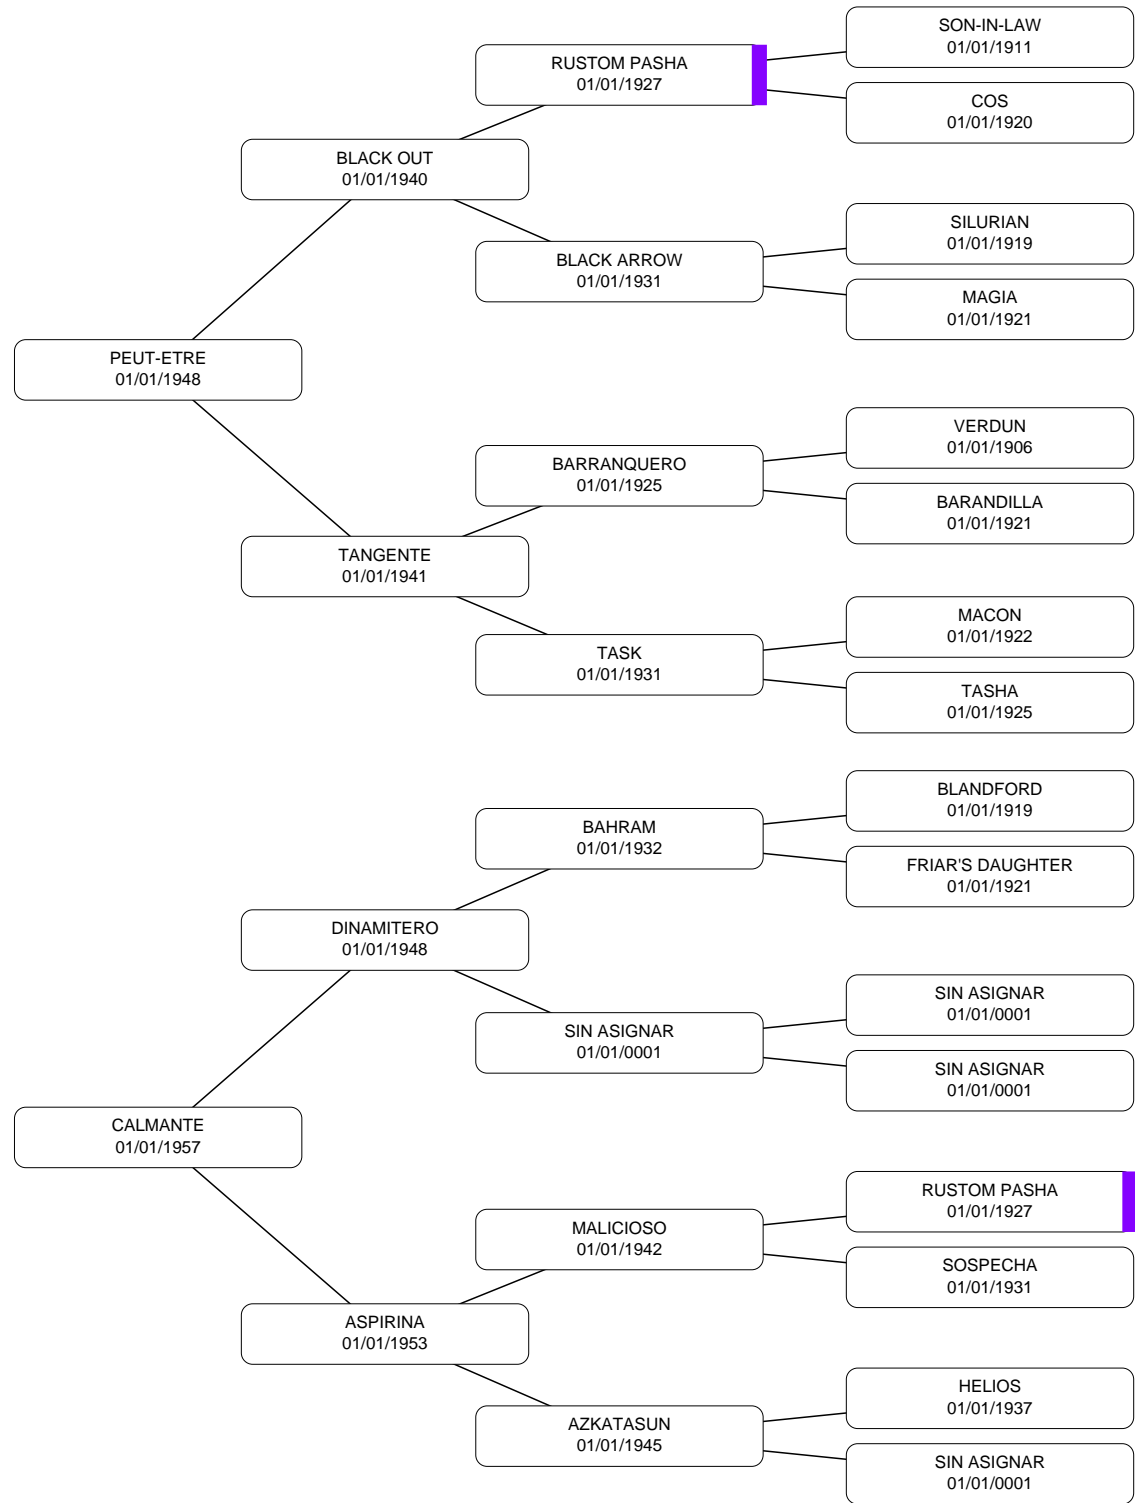 SON-IN-LAW
01/01/1911
RUSTOM PASHA
01/01/1927
COS
01/01/1920
BLACK OUT
01/01/1940
SILURIAN
01/01/1919
BLACK ARROW
01/01/1931
MAGIA
01/01/1921
PEUT-ETRE
01/01/1948
VERDUN
01/01/1906
BARRANQUERO
01/01/1925
BARANDILLA
01/01/1921
TANGENTE
01/01/1941
MACON
01/01/1922
TASK
01/01/1931
TASHA
01/01/1925
BLANDFORD
01/01/1919
BAHRAM
01/01/1932
FRIAR'S DAUGHTER
01/01/1921
DINAMITERO
01/01/1948
SIN ASIGNAR
01/01/0001
SIN ASIGNAR
01/01/0001
SIN ASIGNAR
01/01/0001
CALMANTE
01/01/1957
RUSTOM PASHA
01/01/1927
MALICIOSO
01/01/1942
SOSPECHA
01/01/1931
ASPIRINA
01/01/1953
HELIOS
01/01/1937
AZKATASUN
01/01/1945
SIN ASIGNAR
01/01/0001